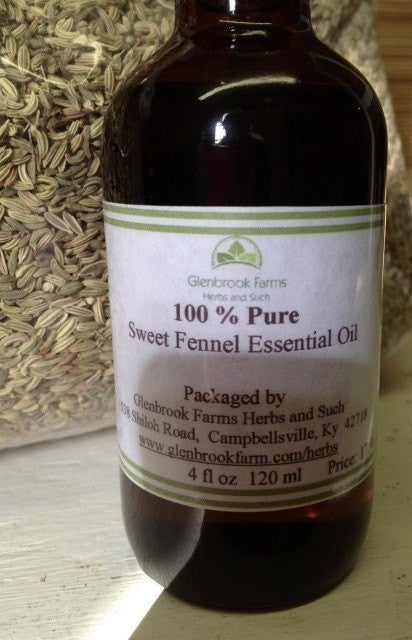 Glenbrook Farms
Herbs and Such
100 % Pure
Sweet Fennel Essential Oil
Packaged by
Glenbrook Farms Herbs and Such
Shiloh Road, Campbellsville, Ky 42718
www.glenbrookfarm.com/herbs
4 fl oz 120 ml
Price: